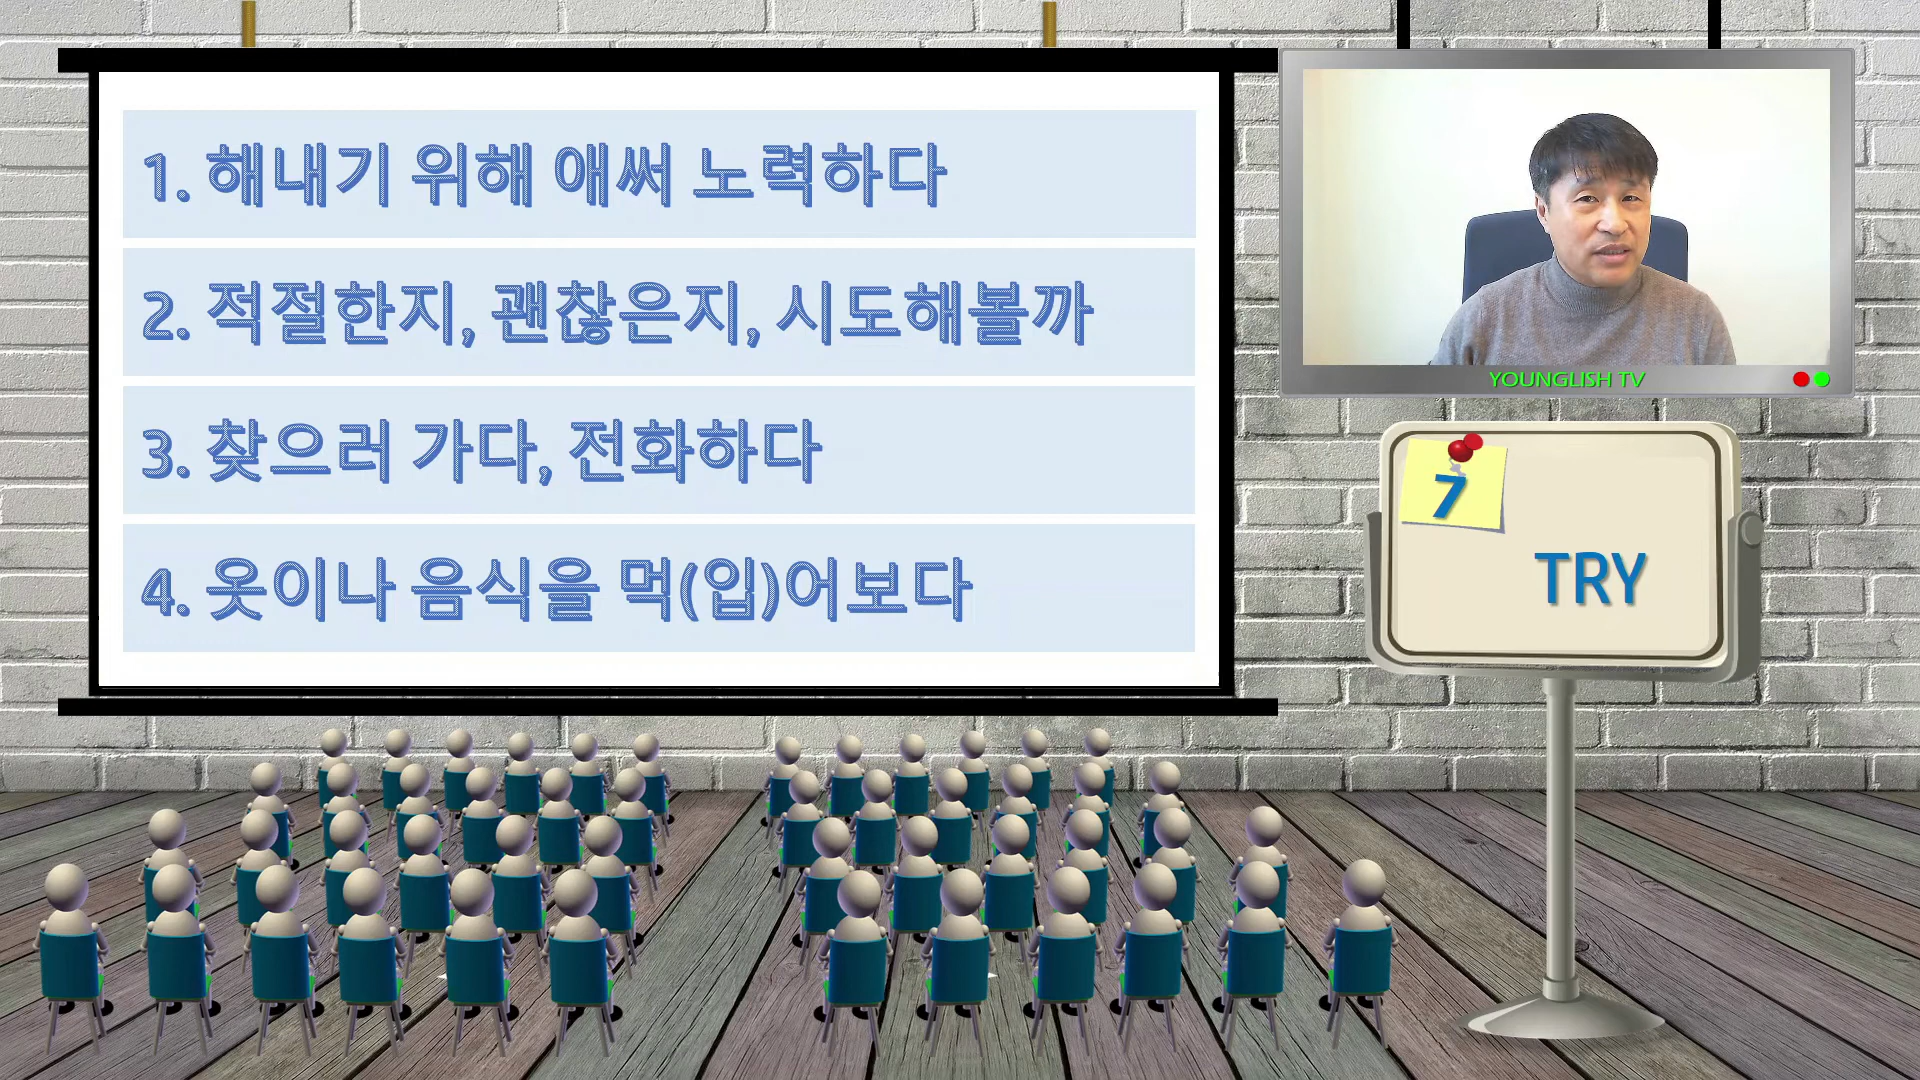 1. 해내기 위해 애써 노력하다
2. 적절한지, 괜찮은지, 시도해볼까
3. 찾으러 가다, 전화하다
4. 옷이나 음식을 먹(입)어보다
YOUNGLISH TV
7
TRY